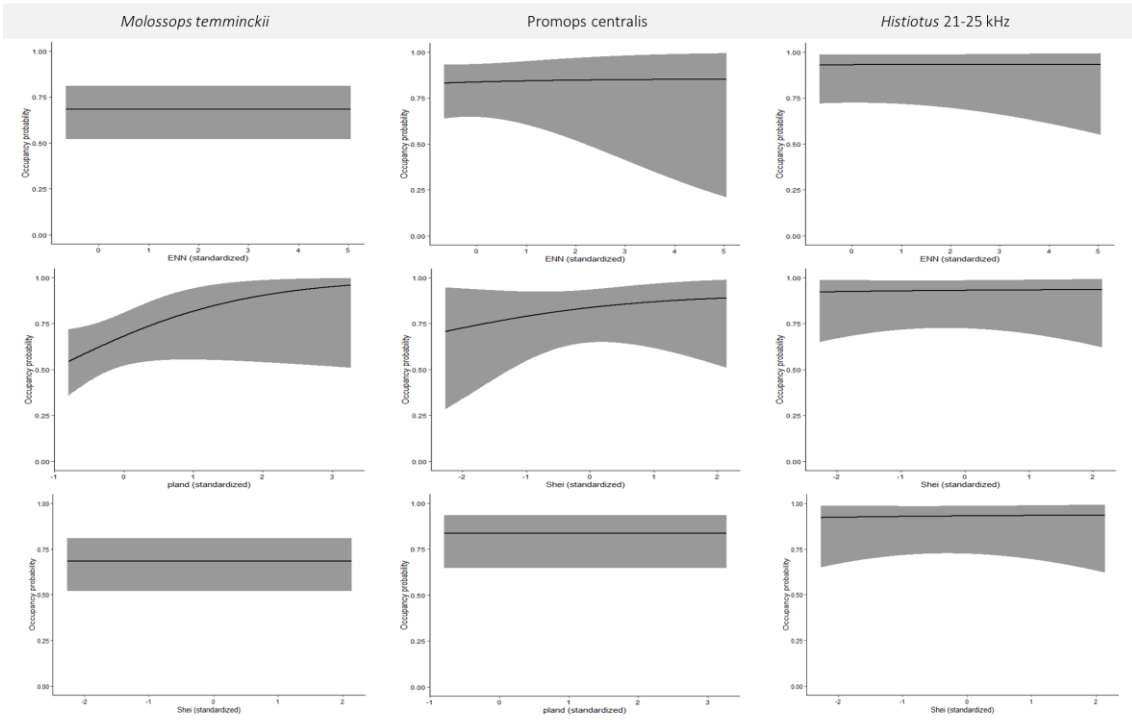 Molossops temminckii
Promops centralis
Histiotus 21-25 kHz
Occupancy probability
1.00
0.75
0.50
0.25
0.00
0 1 2 3 4 5
ENN (standardized)
Occupancy probability
1.00
0.75
0.50
0.25
0.00
0 1 2 3 4 5
ENN (standardized)
Occupancy probability
1.00
0.75
0.50
0.25
0.00
0 1 2 3 4 5
ENN (standardized)
Occupancy probability
1.00
0.75
0.50
0.25
0.00
-1 0 1 2 3
pland (standardized)
Occupancy probability
1.00
0.75
0.50
0.25
0.00
-2 -1 0 1 2
Shei (standardized)
Occupancy probability
1.00
0.75
0.50
0.25
0.00
-2 -1 0 1 2
Shei (standardized)
Occupancy probability
1.00
0.75
0.50
0.25
0.00
-2 -1 0 1 2
Shei (standardized)
Occupancy probability
1.00
0.75
0.50
0.25
0.00
-1 0 1 2 3
pland (standardized)
Occupancy probability
1.00
0.75
0.50
0.25
0.00
-2 -1 0 1 2
Shei (standardized)